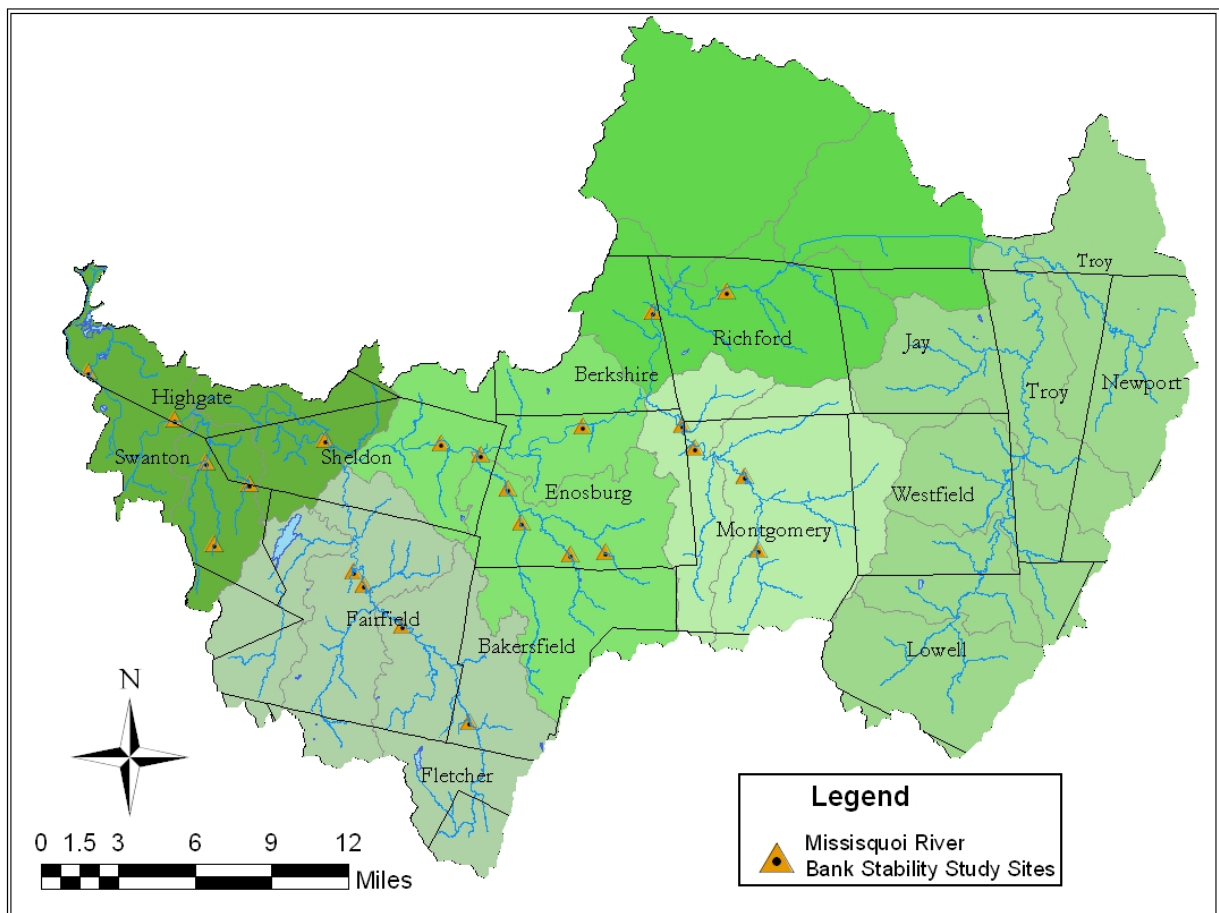 Troy
Richford
Jay
Berkshire
Troy
Newport
Highgate
Swanton
Sheldon
Enosburg
Westfield
Montgomery
Fairfield
Bakersfield
Lowell
N
Fletcher
Legend
Missisquoi River
Bank Stability Study Sites
0 1.5 3 6 9 12
Miles